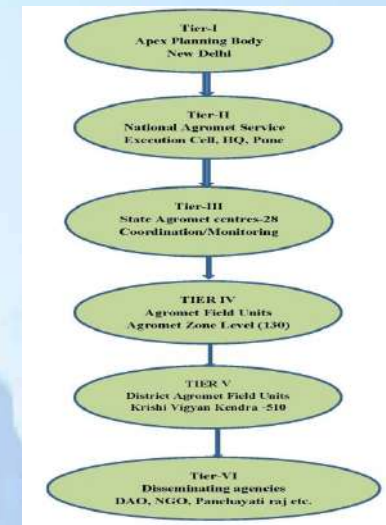 Tier-I
Apex Planning Body
New Delhi
Tier-II
National Agromet Service
Execution Cell, HQ, Pune
Tier-III
State Agromet centres-28
Coordination/Monitoring
TIER IV
Agromet Field Units
Agromet Zone Level (130)
TIER V
District Agromet Field Units
Krishi Vigyan Kendra -510
Tier-VI
Disseminating agencies
DAO, NGO, Panchayati raj etc.